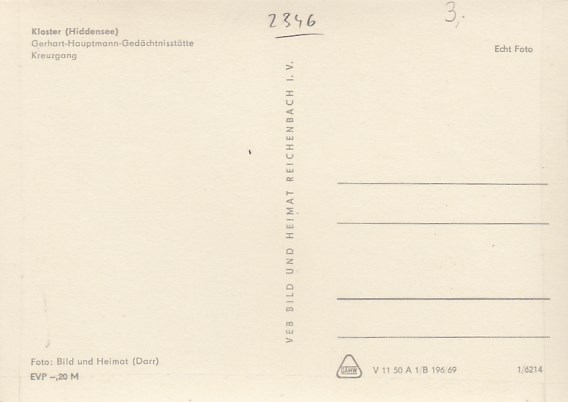 2346
3,-
Kloster (Hiddensee)
Gerhart-Hauptmann-Gedächtnisstätte
Kreuzgang
Echt Foto
VEB BILD UND HEIMAT REICHENBACH I. V.
Foto: Bild und Heimat (Darr)
EVP –,20 M
V 11 50 A 1/B 196/69
1/6214